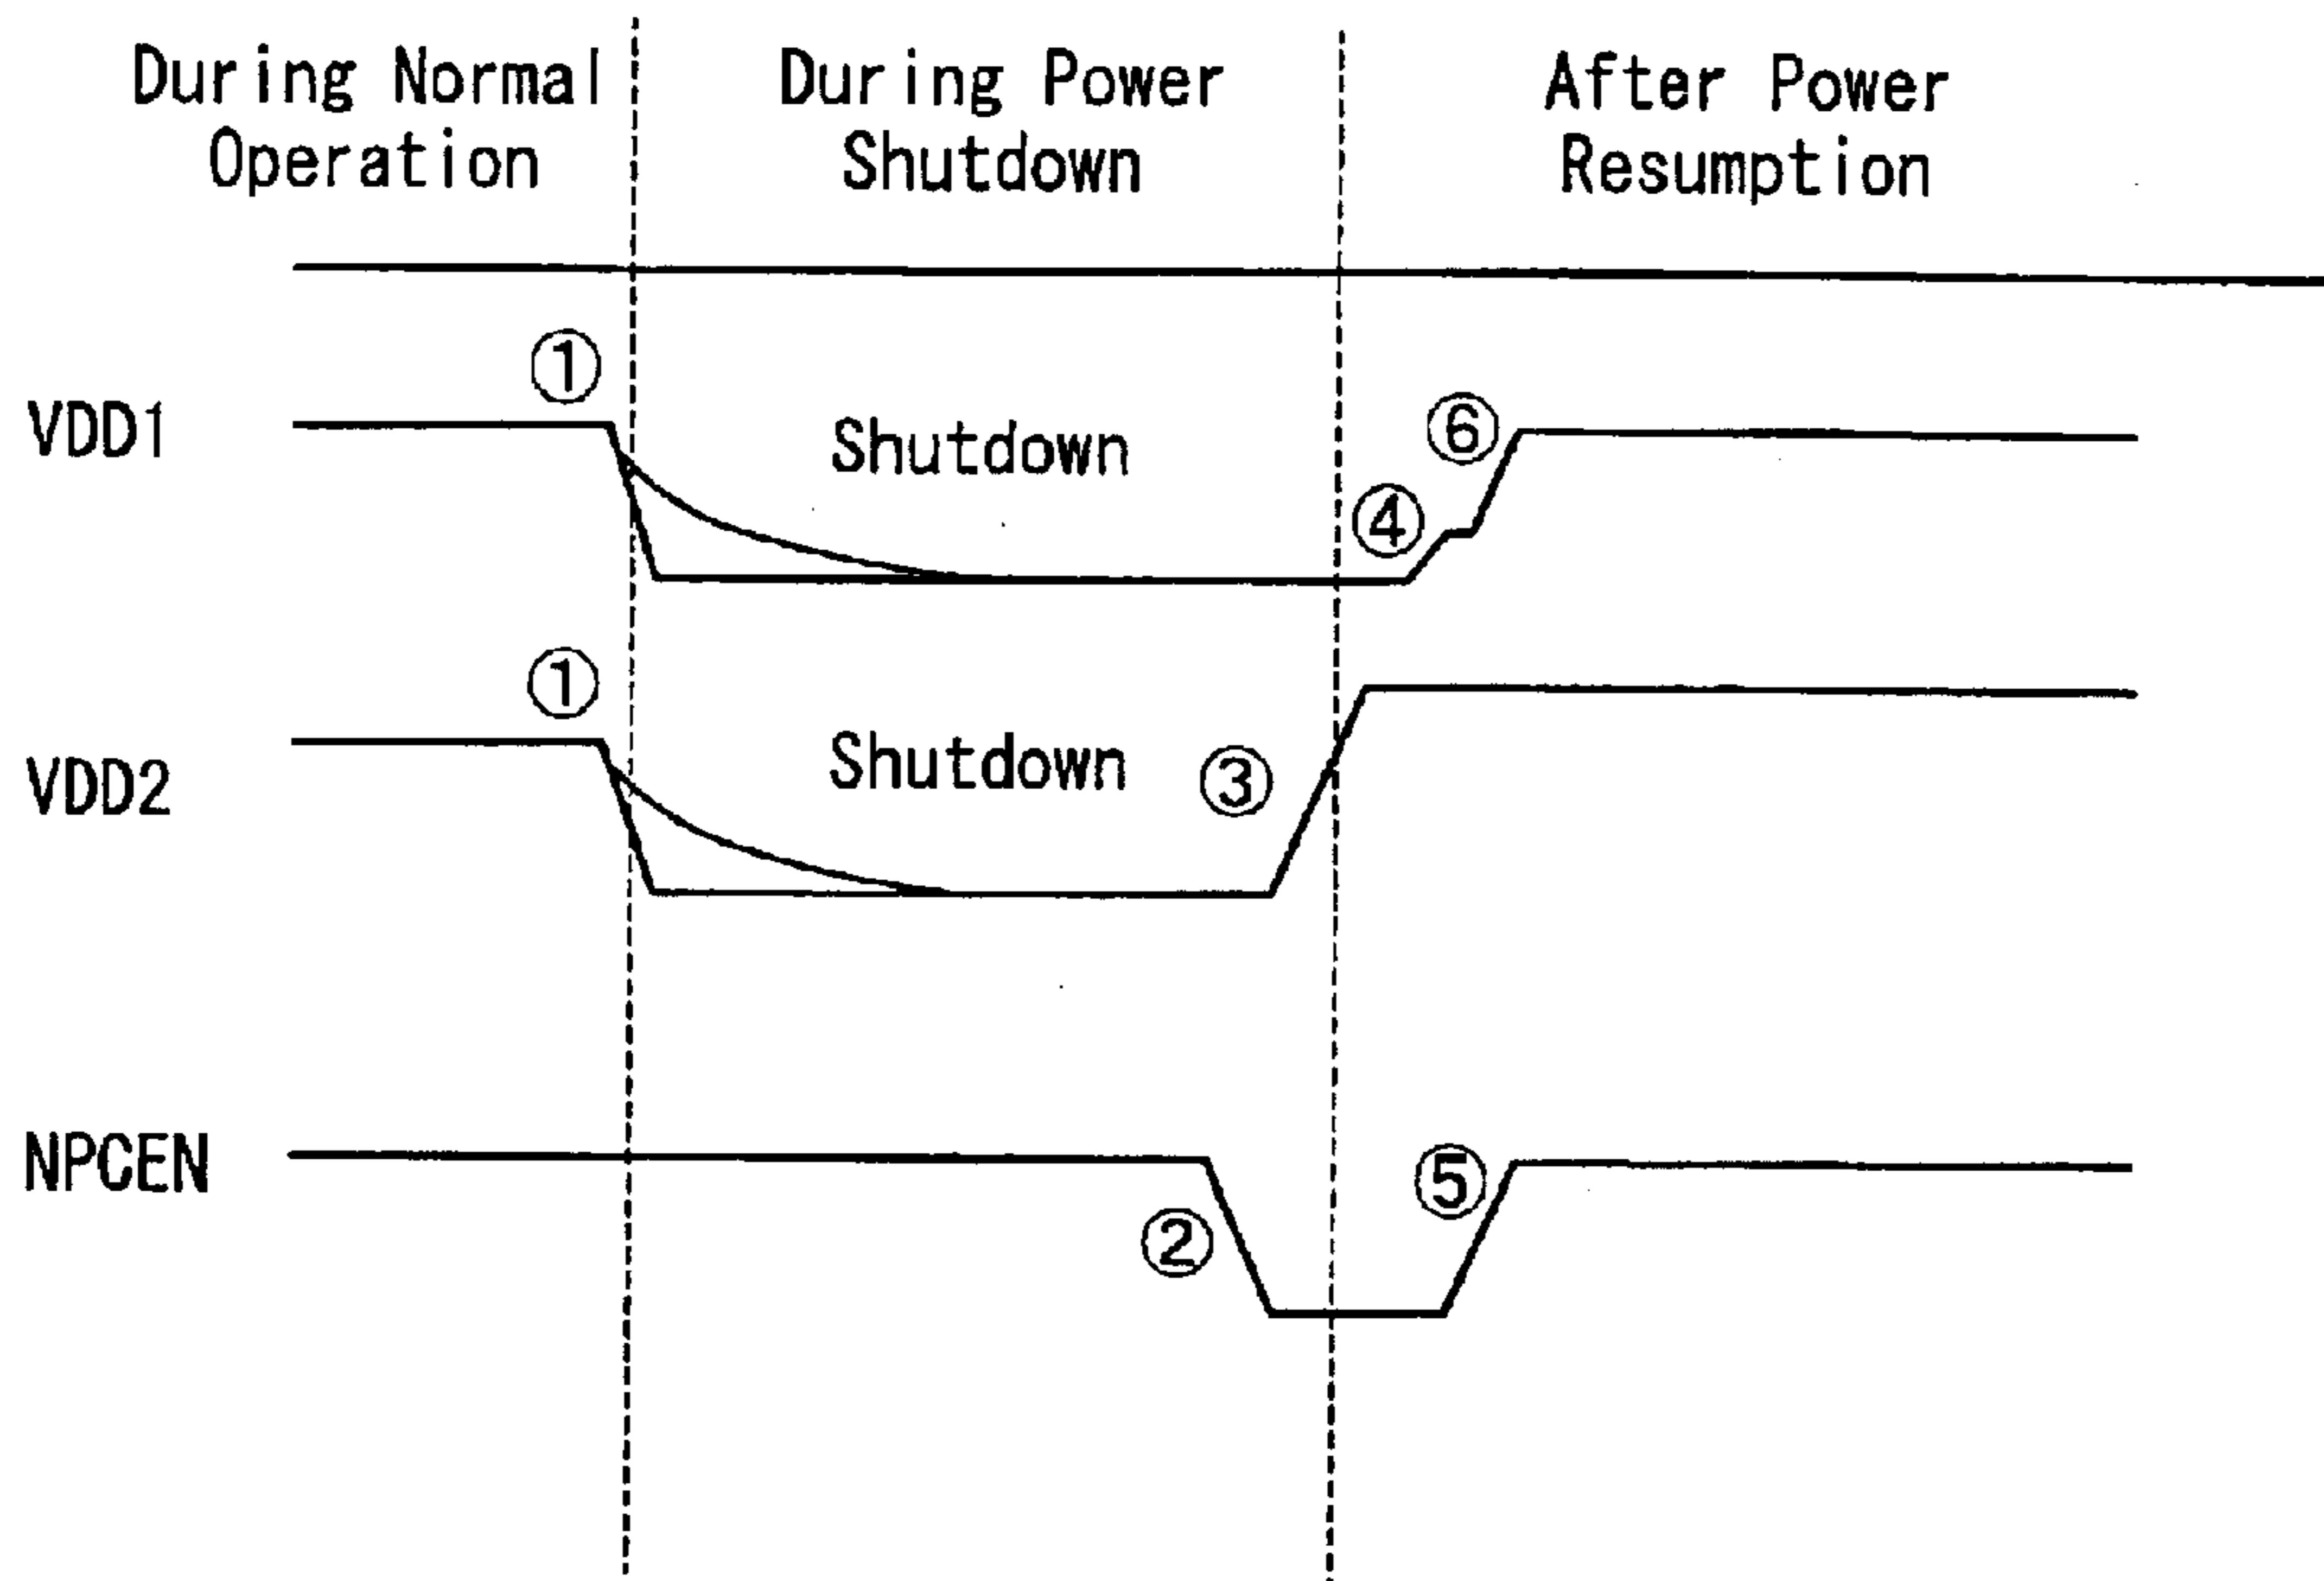 During Normal
Operation
During Power
Shutdown
After Power
Resumption
①
VDD1
Shutdown
⑥
④
①
VDD2
Shutdown
③
NPCEN
⑤
②